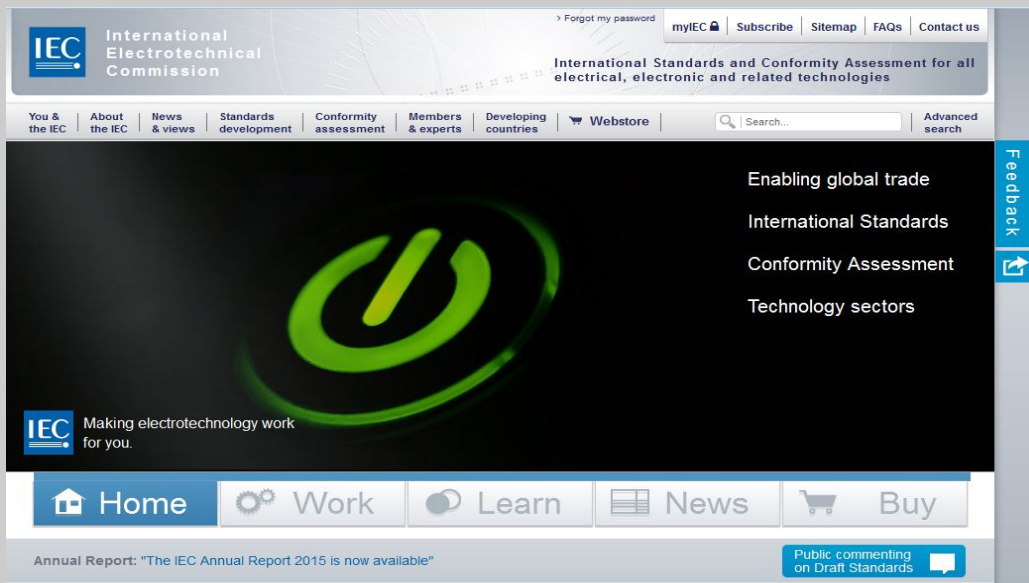 > Forgot my password
myIEC
Subscribe
Sitemap
FAQs
Contact us
IEC
International
Electrotechnical
Commission
International Standards and Conformity Assessment for all
electrical, electronic and related technologies
You &
the IEC
About
the IEC
News
& views
Standards
development
Conformity
assessment
Members
& experts
Developing
countries
Webstore
Search...
Advanced
search
Feedback
Enabling global trade
International Standards
Conformity Assessment
Technology sectors
IEC
Making electrotechnology work
for you.
Home
Work
Learn
News
Buy
Annual Report: "The IEC Annual Report 2015 is now available"
Public commenting
on Draft Standards